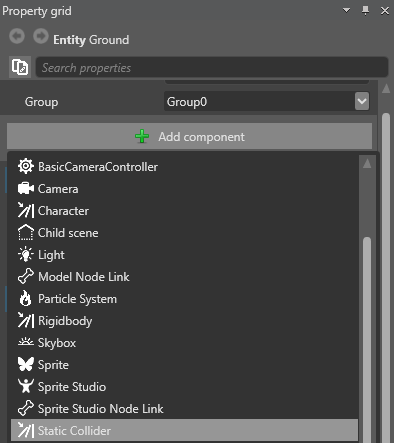 Property grid
Entity Ground
Search properties
Group Group0
Add component
BasicCameraController
Camera
Character
Child scene
Light
Model Node Link
Particle System
Rigidbody
Skybox
Sprite
Sprite Studio
Sprite Studio Node Link
Static Collider